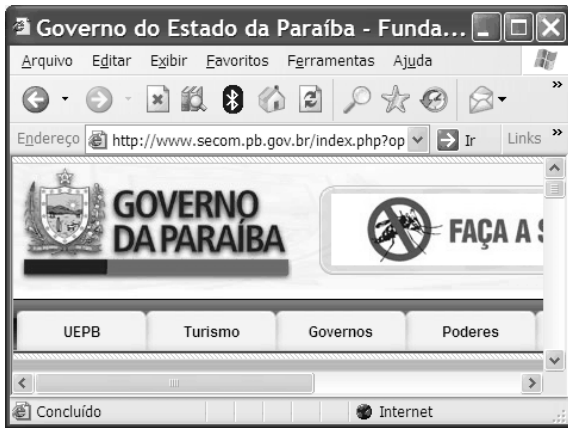 Governo do Estado da Paraíba - Funda...
Arquivo Editar Exibir Favoritos Ferramentas Ajuda
»
Endereço http://www.secom.pb.gov.br/index.php?op Ir Links »
GOVERNO
DA PARAÍBA
FAÇA A S
UEPB Turismo Governos Poderes
Concluído Internet